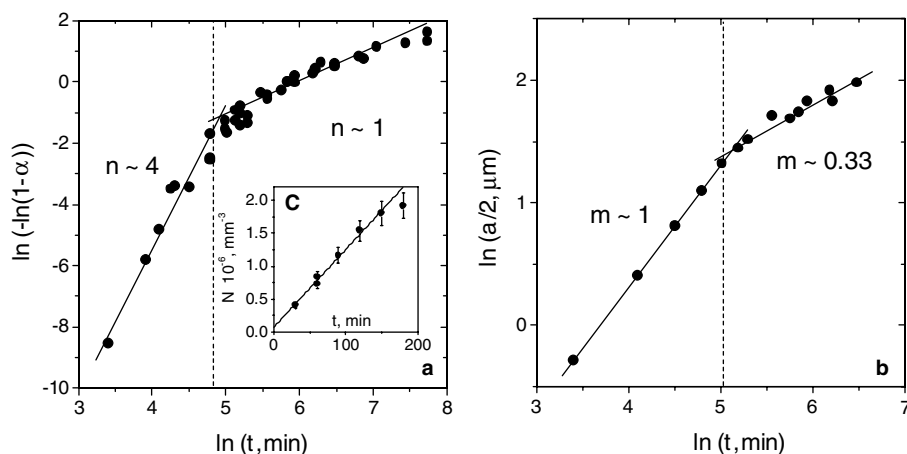 2
0
-2
-4
-6
-8
-10
ln (-ln(1-α))
n ~ 4
n ~ 1
C
2.0
1.5
1.0
0.5
0.0
N 10⁻⁶, mm⁻³
0
100
200
t, min
a
3 4 5 6 7 8
ln (t,min)
2
1
0
ln (a/2, μm)
m ~ 1
m ~ 0.33
b
3 4 5 6 7
ln (t,min)